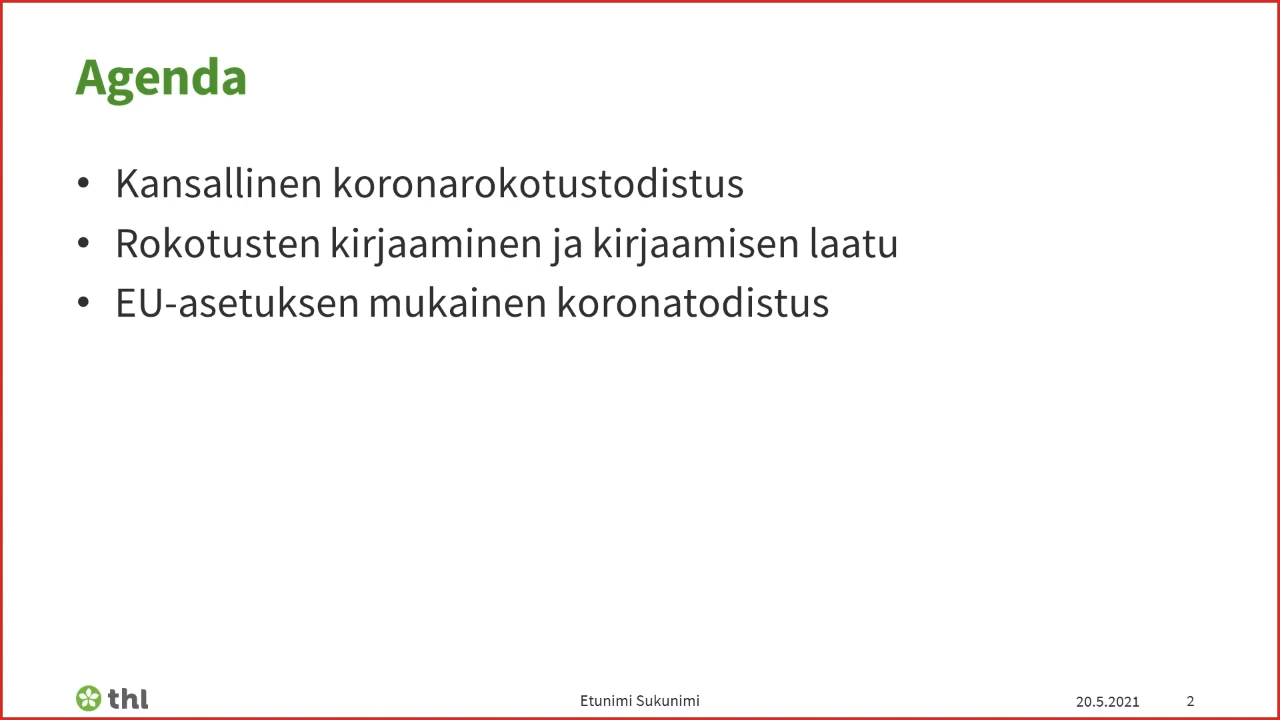 Agenda
• Kansallinen koronarokotustodistus
• Rokotusten kirjaaminen ja kirjaamisen laatu
• EU-asetuksen mukainen koronatodistus
thl
Etunimi Sukunimi
20.5.2021
2